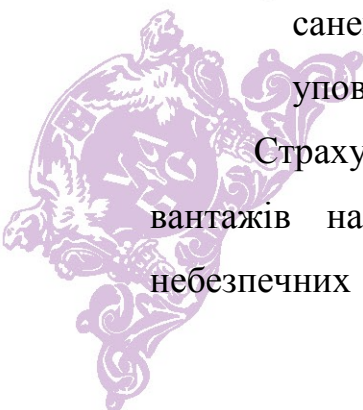 сане
упов
Страху
вантажів на
небезпечних